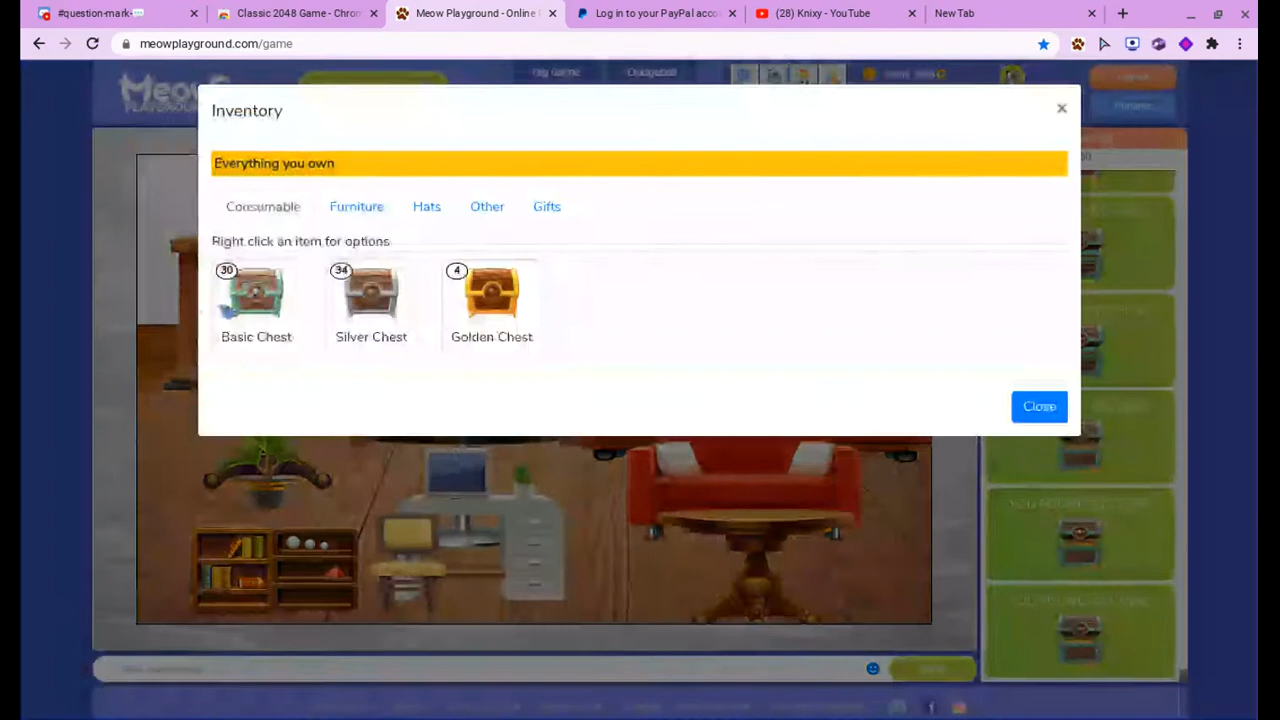 #question-mark-
Classic 2048 Game - Chrom
Meow Playground - Online
Log in to your PayPal acco
(28) Knixy - YouTube
New Tab
meowplayground.com/game
Inventory
Everything you own
Consumable Furniture Hats Other Gifts
Right click an item for options
30 34 4
Basic Chest Silver Chest Golden Chest
Close